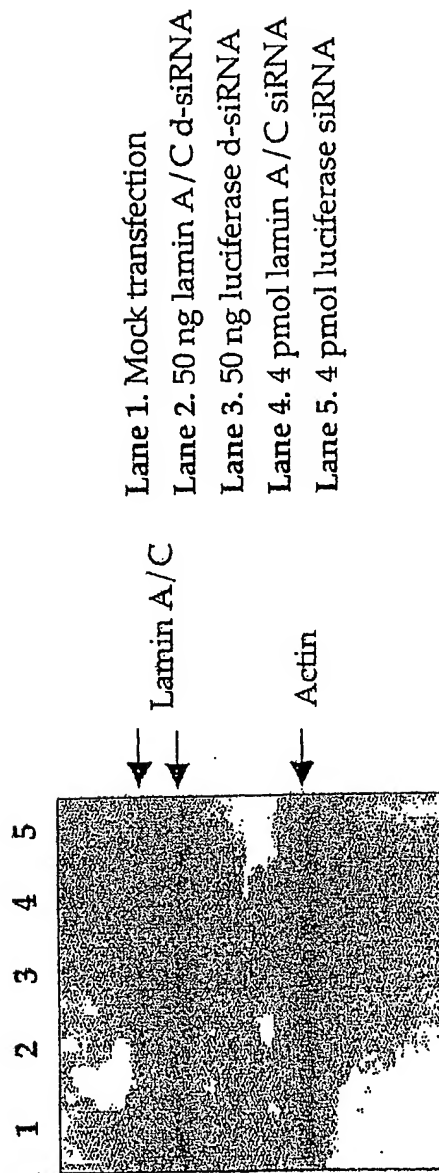 1 2 3 4 5
Lamin A/C
Actin
Lane 1. Mock transfection
Lane 2. 50 ng lamin A/C d-siRNA
Lane 3. 50 ng luciferase d-siRNA
Lane 4. 4 pmol lamin A/C siRNA
Lane 5. 4 pmol luciferase siRNA